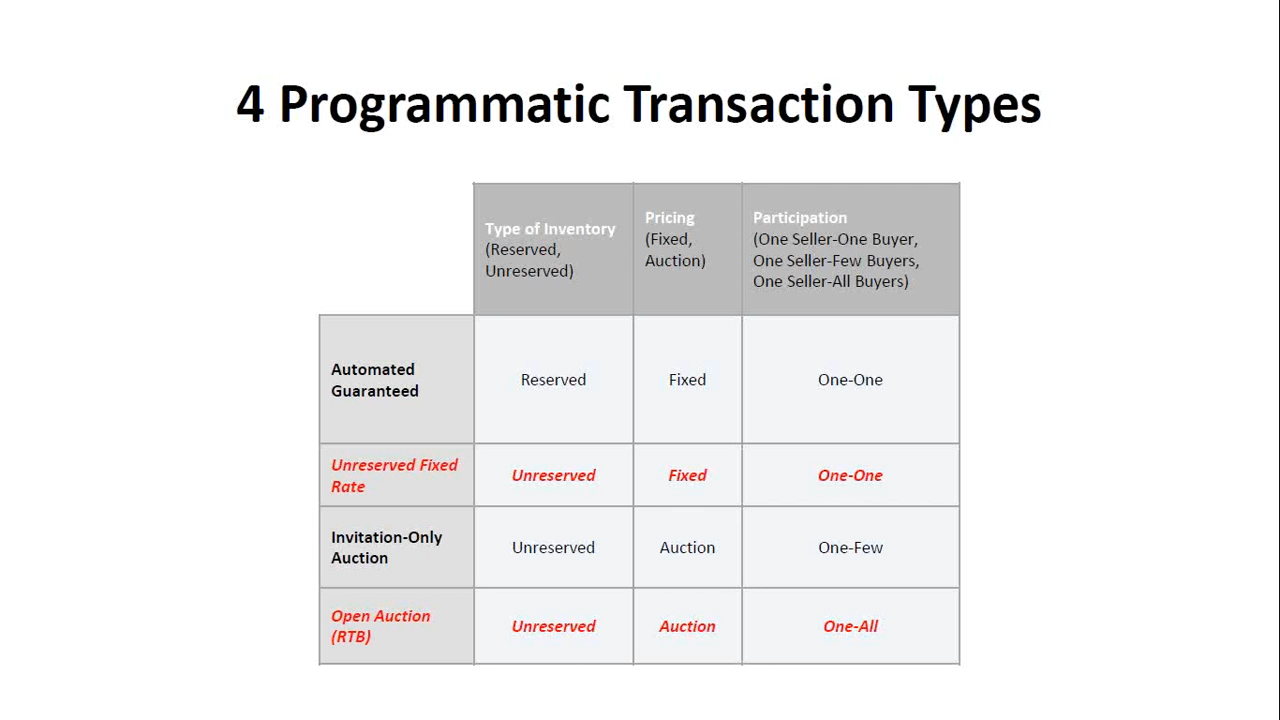 4 Programmatic Transaction Types
Type of Inventory
(Reserved,
Unreserved)
Pricing
(Fixed,
Auction)
Participation
(One Seller-One Buyer,
One Seller-Few Buyers,
One Seller-All Buyers)
Automated
Guaranteed
Reserved
Fixed
One-One
Unreserved Fixed
Rate
Unreserved
Fixed
One-One
Invitation-Only
Auction
Unreserved
Auction
One-Few
Open Auction
(RTB)
Unreserved
Auction
One-All